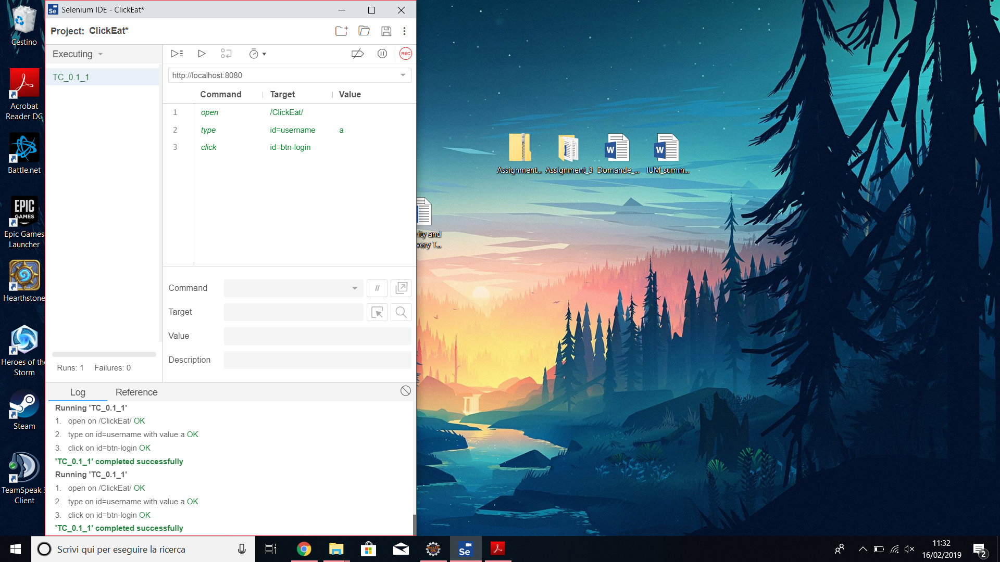 Cestino
Acrobat
Reader DC
Battle.net
EPIC
GAMES
Epic Games
Launcher
Hearthstone
Heroes of the
Storm
Steam
TeamSpeak 3
Client
Se
Selenium IDE - ClickEat*
Project: ClickEat*
Executing
REC
TC_0.1_1
http://localhost:8080
Command Target Value
1 open /ClickEat/
2 type id=username a
3 click id=btn-login
Command
//
Target
Value
Description
Runs: 1 Failures: 0
Log Reference
Running 'TC_0.1_1'
1. open on /ClickEat/ OK
2. type on id=username with value a OK
3. click on id=btn-login OK
'TC_0.1_1' completed successfully
Running 'TC_0.1_1'
1. open on /ClickEat/ OK
2. type on id=username with value a OK
3. click on id=btn-login OK
'TC_0.1_1' completed successfully
Assignment... Assignment_3 Domande_... IUM_summ...
W W
rity and
very T...
Scrivi qui per eseguire la ricerca
Se
11:32
16/02/2019
2